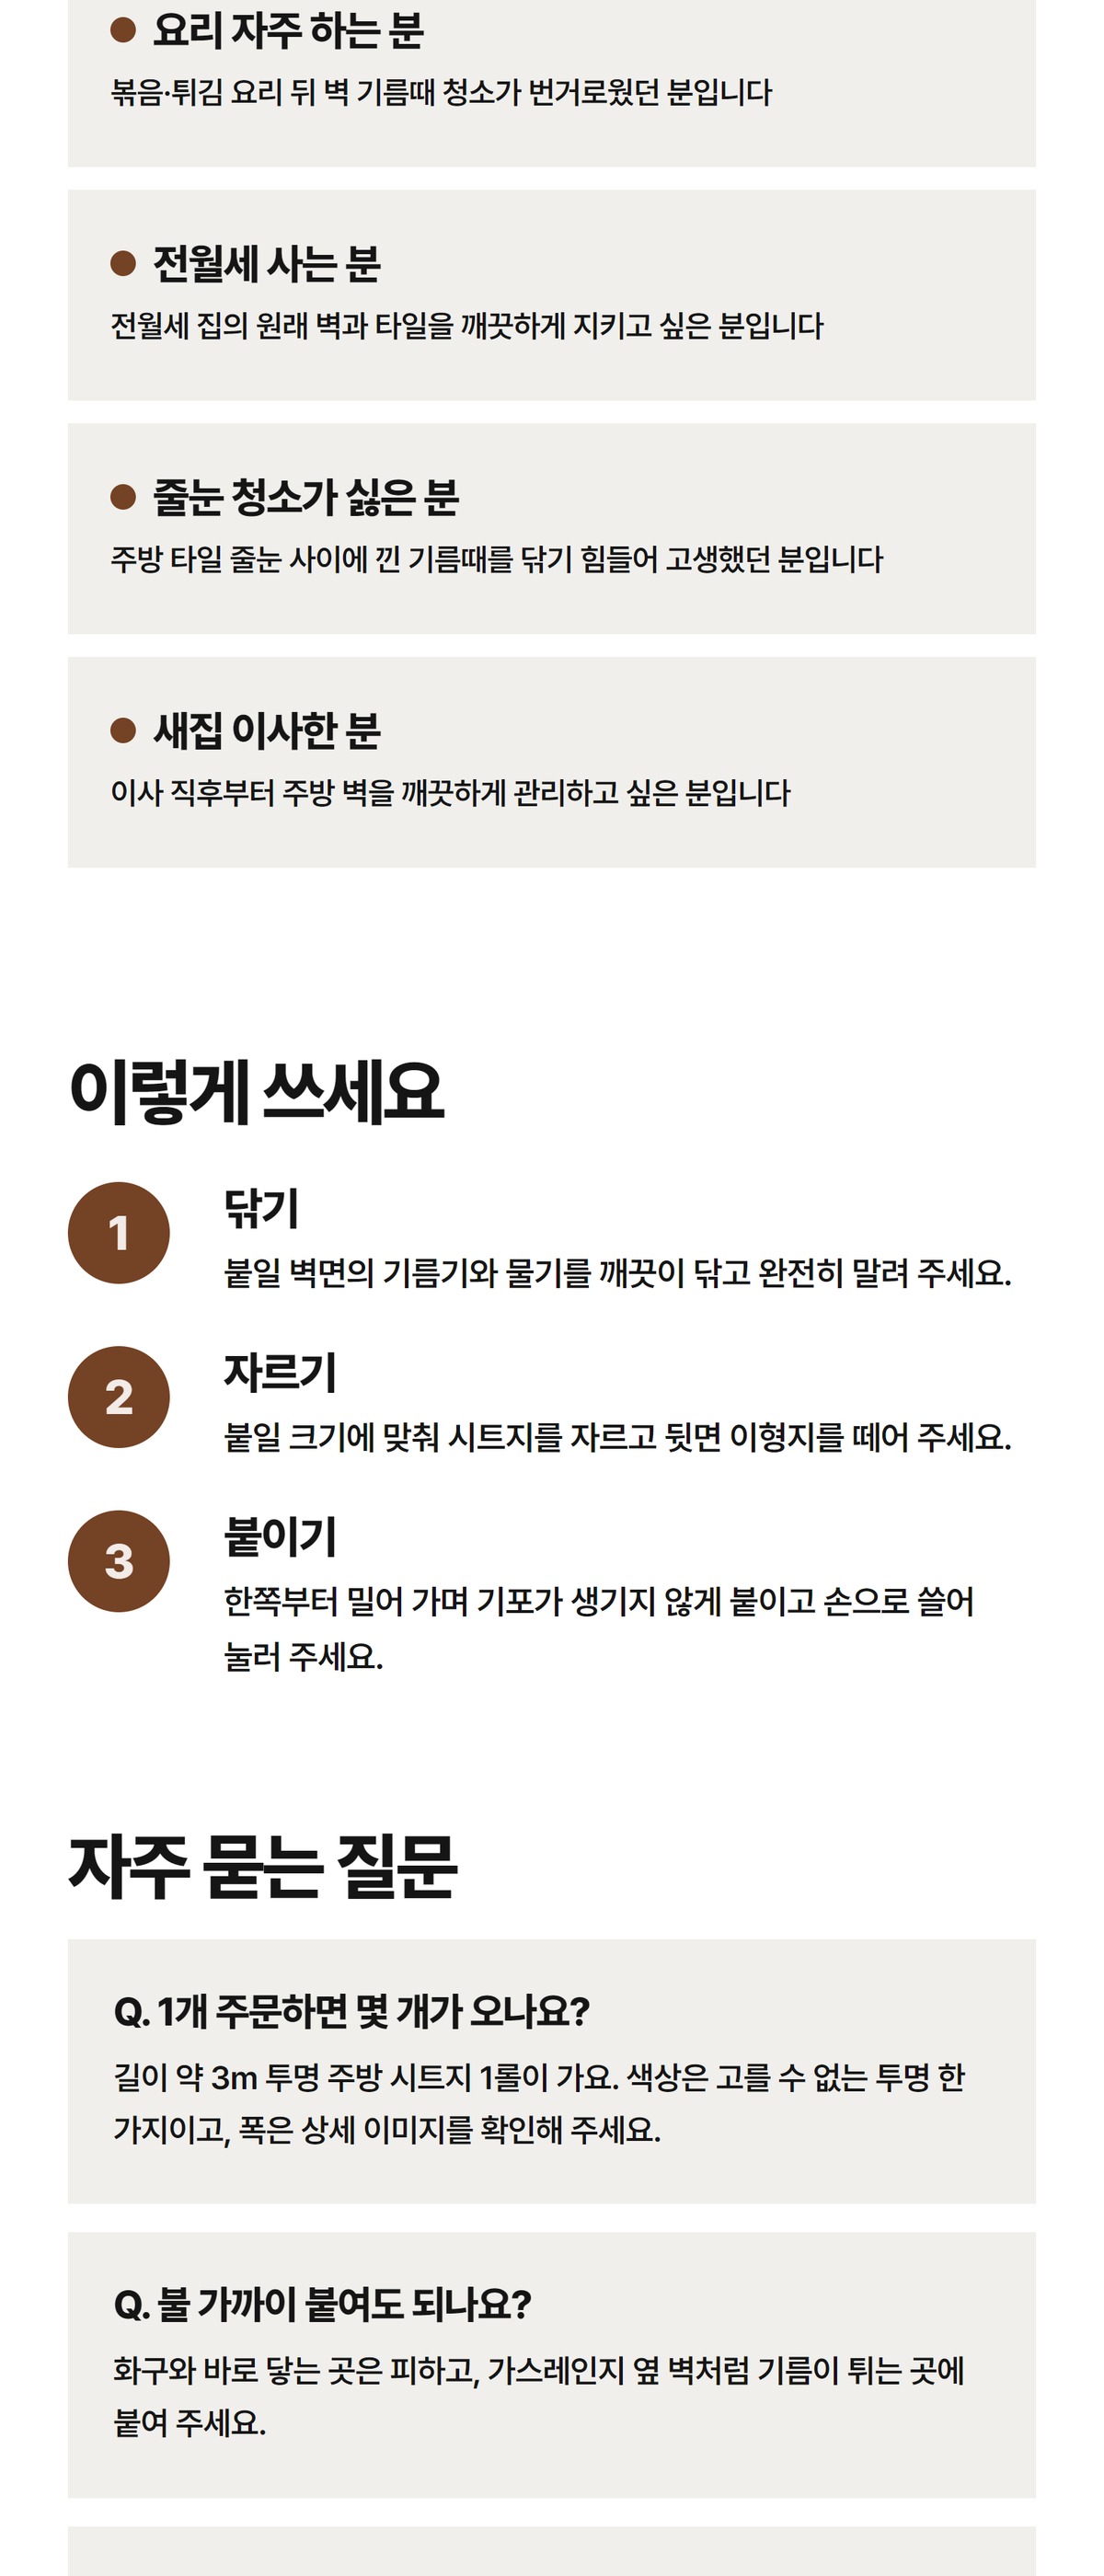 요리 자주 하는 분
볶음·튀김 요리 뒤 벽 기름때 청소가 번거로웠던 분입니다
전월세 사는 분
전월세 집의 원래 벽과 타일을 깨끗하게 지키고 싶은 분입니다
줄눈 청소가 싫은 분
주방 타일 줄눈 사이에 낀 기름때를 닦기 힘들어 고생했던 분입니다
새집 이사한 분
이사 직후부터 주방 벽을 깨끗하게 관리하고 싶은 분입니다
이렇게 쓰세요
1
닦기
붙일 벽면의 기름기와 물기를 깨끗이 닦고 완전히 말려 주세요.
2
자르기
붙일 크기에 맞춰 시트지를 자르고 뒷면 이형지를 떼어 주세요.
3
붙이기
한쪽부터 밀어 가며 기포가 생기지 않게 붙이고 손으로 쓸어
눌러 주세요.
자주 묻는 질문
Q. 1개 주문하면 몇 개가 오나요?
길이 약 3m 투명 주방 시트지 1롤이 가요. 색상은 고를 수 없는 투명 한
가지이고, 폭은 상세 이미지를 확인해 주세요.
Q. 불 가까이 붙여도 되나요?
화구와 바로 닿는 곳은 피하고, 가스레인지 옆 벽처럼 기름이 튀는 곳에
붙여 주세요.